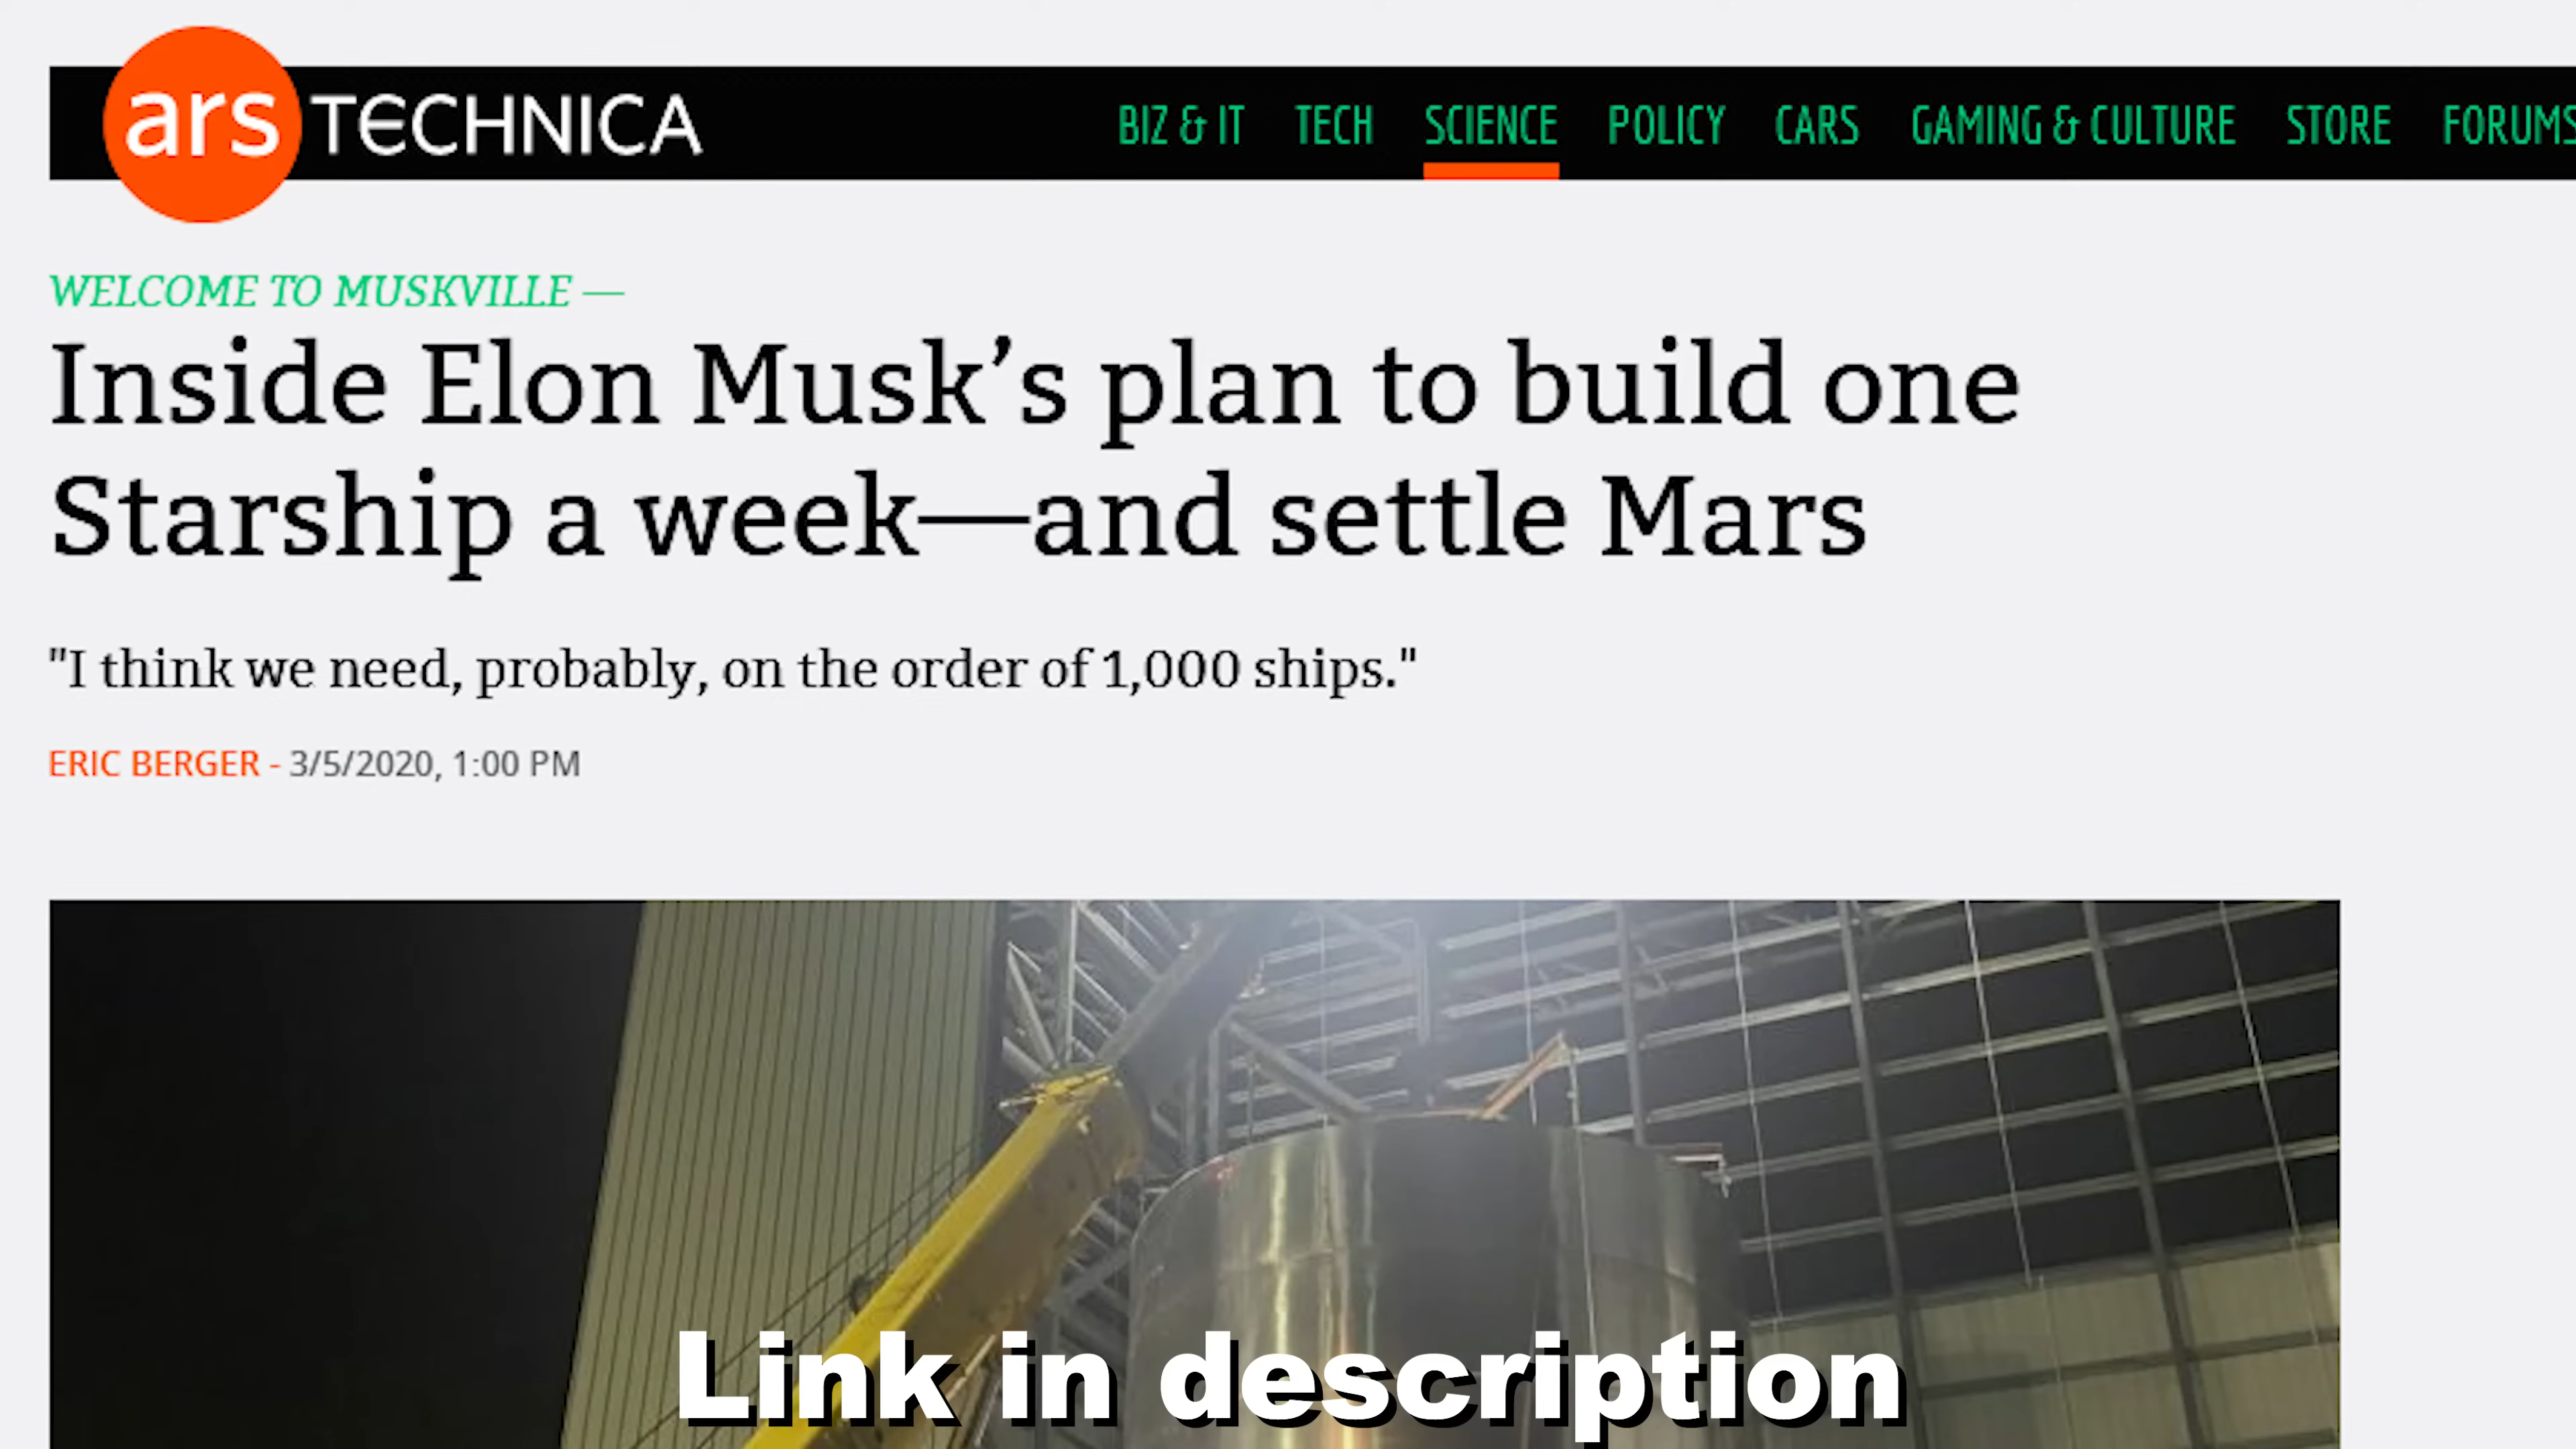 ars TECHNICA
BIZ & IT TECH SCIENCE POLICY CARS GAMING & CULTURE STORE FORUMS
WELCOME TO MUSKVILLE —
Inside Elon Musk’s plan to build one
Starship a week—and settle Mars
"I think we need, probably, on the order of 1,000 ships."
ERIC BERGER - 3/5/2020, 1:00 PM
Link in description